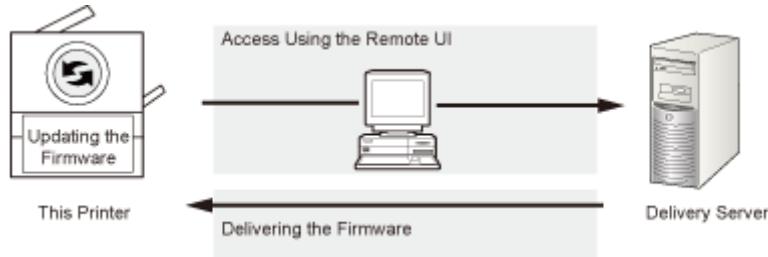 Access Using the Remote UI
Updating the
Firmware
This Printer
Delivery Server
Delivering the Firmware